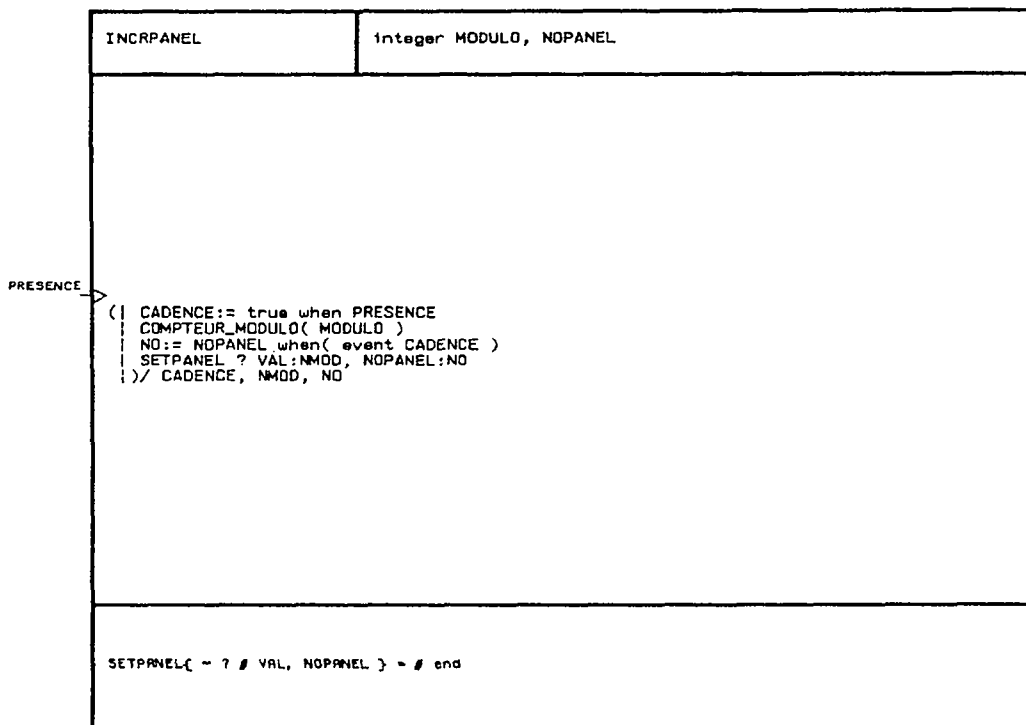 INCRPANEL
integer MODULO, NOPANEL
PRESENCE
(| CADENCE:= true when PRESENCE
| COMPTEUR_MODULO( MODULO )
| NO:= NOPANEL when( event CADENCE )
| SETPANEL ? VAL:NMOD, NOPANEL:NO
|)/ CADENCE, NMOD, NO
SETPANEL{ ~ ? # VAL, NOPANEL } = # end